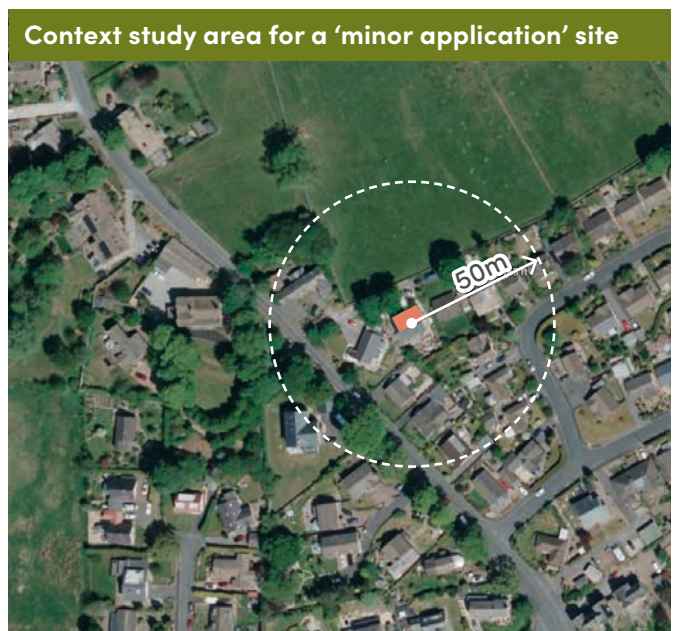 Context study area for a ‘minor application’ site
50m